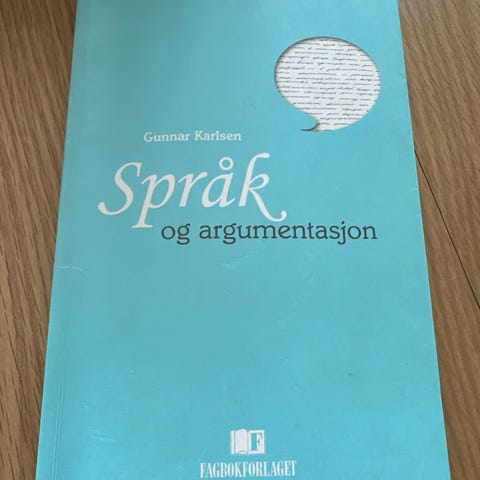 Gunnar Karlsen
Språk
og argumentasjon
F
FAGBOKFORLAGET